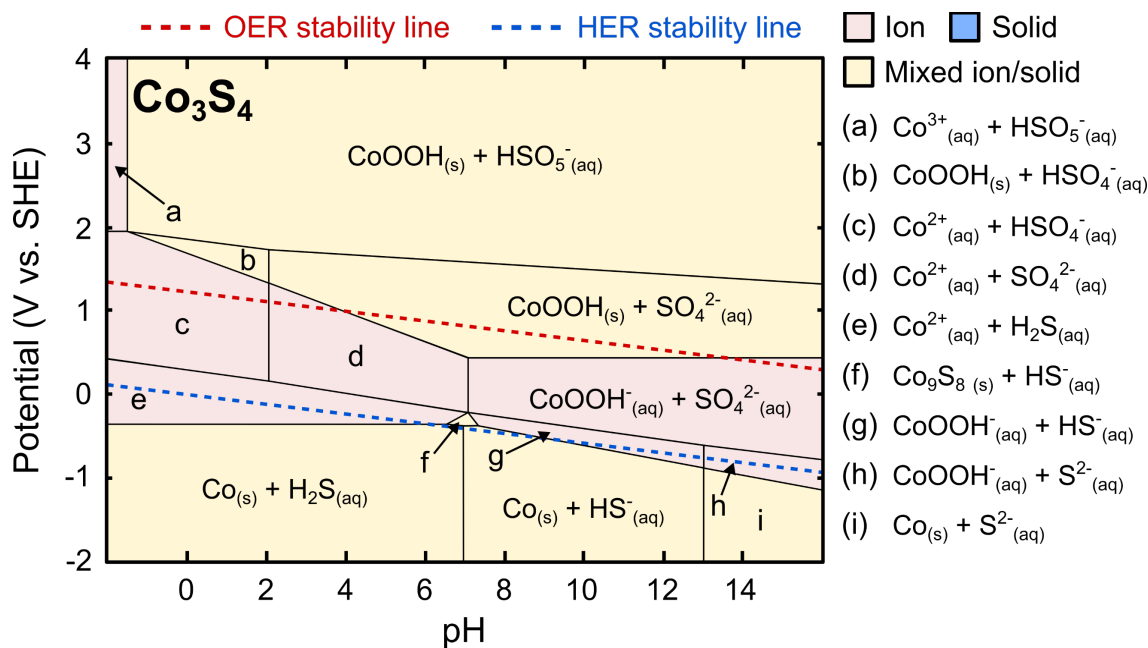 OER stability line
HER stability line
Ion
Solid
Mixed ion/solid
Co₃S₄
Potential (V vs. SHE)
4
3
2
1
0
-1
-2
CoOOH(s) + HSO₅⁻(aq)
a
b
CoOOH(s) + SO₄²⁻(aq)
c
d
CoOOH⁻(aq) + SO₄²⁻(aq)
e
f
g
h
i
Co(s) + H₂S(aq)
Co(s) + HS⁻(aq)
0
2
4
6
8
10
12
14
pH
(a) Co³⁺(aq) + HSO₅⁻(aq)
(b) CoOOH(s) + HSO₄⁻(aq)
(c) Co²⁺(aq) + HSO₄⁻(aq)
(d) Co²⁺(aq) + SO₄²⁻(aq)
(e) Co²⁺(aq) + H₂S(aq)
(f) Co₉S₈ (s) + HS⁻(aq)
(g) CoOOH⁻(aq) + HS⁻(aq)
(h) CoOOH⁻(aq) + S²⁻(aq)
(i) Co(s) + S²⁻(aq)